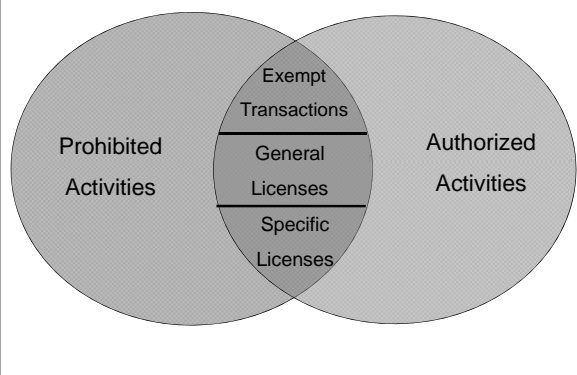 Prohibited
Activities
Exempt
Transactions
General
Licenses
Specific
Licenses
Authorized
Activities